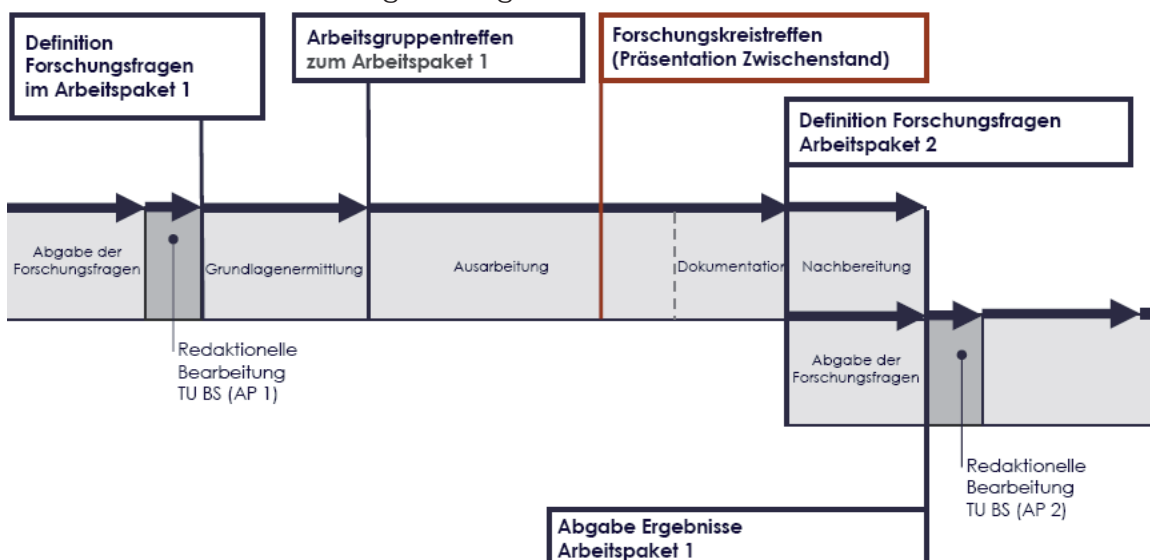 Definition
Forschungsfragen
im Arbeitspaket 1
Arbeitsgruppentreffen
zum Arbeitspaket 1
Forschungskreistreffen
(Präsentation Zwischenstand)
Definition Forschungsfragen
Arbeitspaket 2
Abgabe der
Forschungsfragen
Grundlagenermittlung
Ausarbeitung
Dokumentation
Nachbereitung
Redaktionelle
Bearbeitung
TU BS (AP 1)
Abgabe der
Forschungsfragen
Redaktionelle
Bearbeitung
TU BS (AP 2)
Abgabe Ergebnisse
Arbeitspaket 1